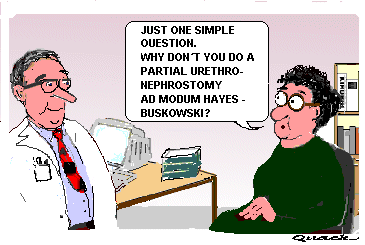 JUST ONE SIMPLE
QUESTION.
WHY DON´T YOU DO A
PARTIAL URETHRO-
NEPHROSTOMY
AD MODUM HAYES -
BUSKOWSKI?
Quack